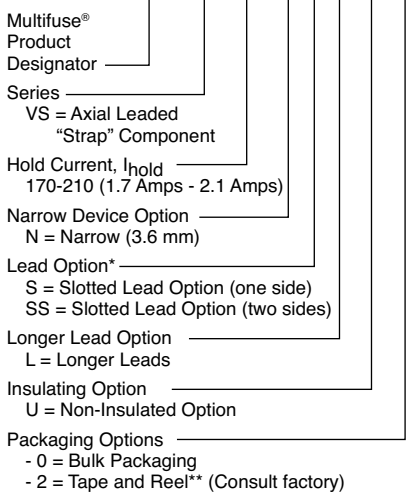 Multifuse®
Product
Designator
Series
VS = Axial Leaded
“Strap” Component
Hold Current, Ihold
170-210 (1.7 Amps - 2.1 Amps)
Narrow Device Option
N = Narrow (3.6 mm)
Lead Option*
S = Slotted Lead Option (one side)
SS = Slotted Lead Option (two sides)
Longer Lead Option
L = Longer Leads
Insulating Option
U = Non-Insulated Option
Packaging Options
- 0 = Bulk Packaging
- 2 = Tape and Reel** (Consult factory)